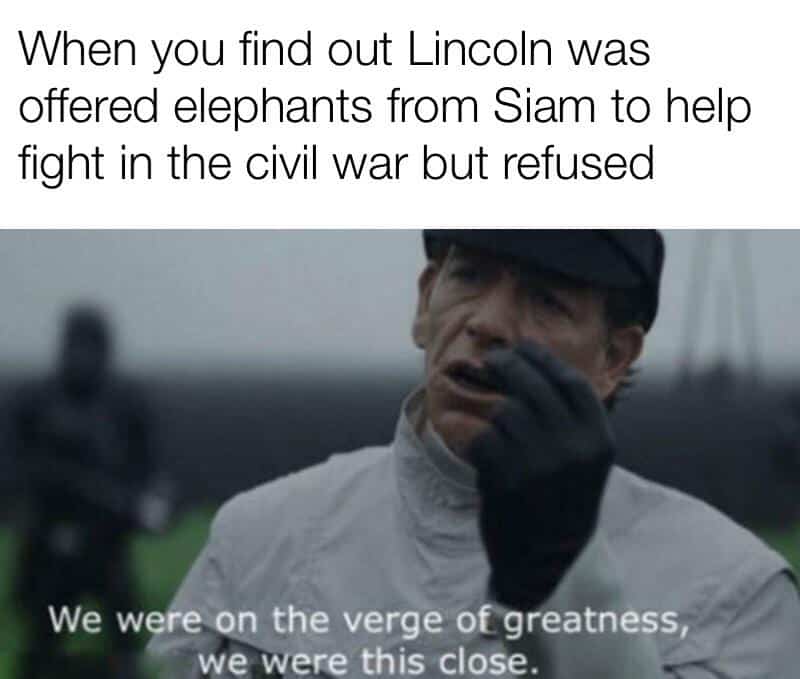 When you find out Lincoln was
offered elephants from Siam to help
fight in the civil war but refused
We were on the verge of greatness,
we were this close.